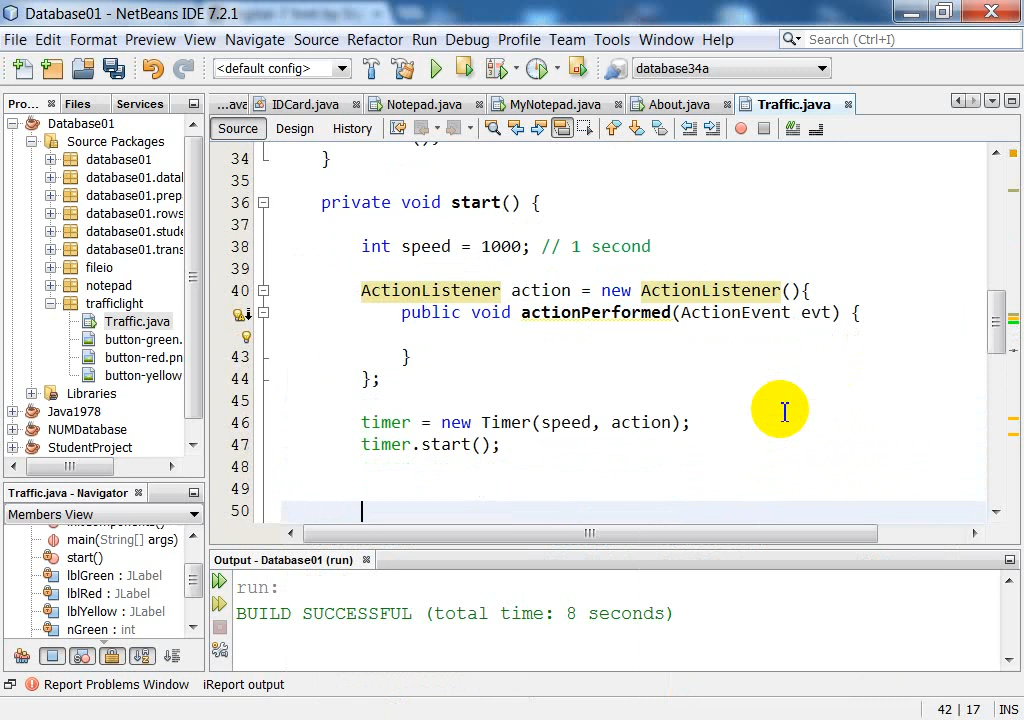 Database01 - NetBeans IDE 7.2.1
File Edit Format Preview View Navigate Source Refactor Run Debug Profile Team Tools Window Help
Search (Ctrl+I)
<default config>
database34a
Pro...
Files
Services
...ava
IDCard.java
Notepad.java
MyNotepad.java
About.java
Traffic.java
Source
Design
History
Database01
Source Packages
database01
database01.datal
database01.prep
database01.rows
database01.stude
database01.trans
fileio
notepad
trafficlight
Traffic.java
button-green.
button-red.pn
button-yellow
Libraries
Java1978
NUMDatabase
StudentProject
34 }
35
36 private void start() {
37
38 int speed = 1000; // 1 second
39
40 ActionListener action = new ActionListener(){
public void actionPerformed(ActionEvent evt) {
43 }
44 };
45
46 timer = new Timer(speed, action);
47 timer.start();
48
49
50
Traffic.java - Navigator
Members View
main(String[] args)
start()
lblGreen : JLabel
lblRed : JLabel
lblYellow : JLabel
nGreen : int
Output - Database01 (run)
run:
BUILD SUCCESSFUL (total time: 8 seconds)
Report Problems Window
iReport output
42 | 17
INS